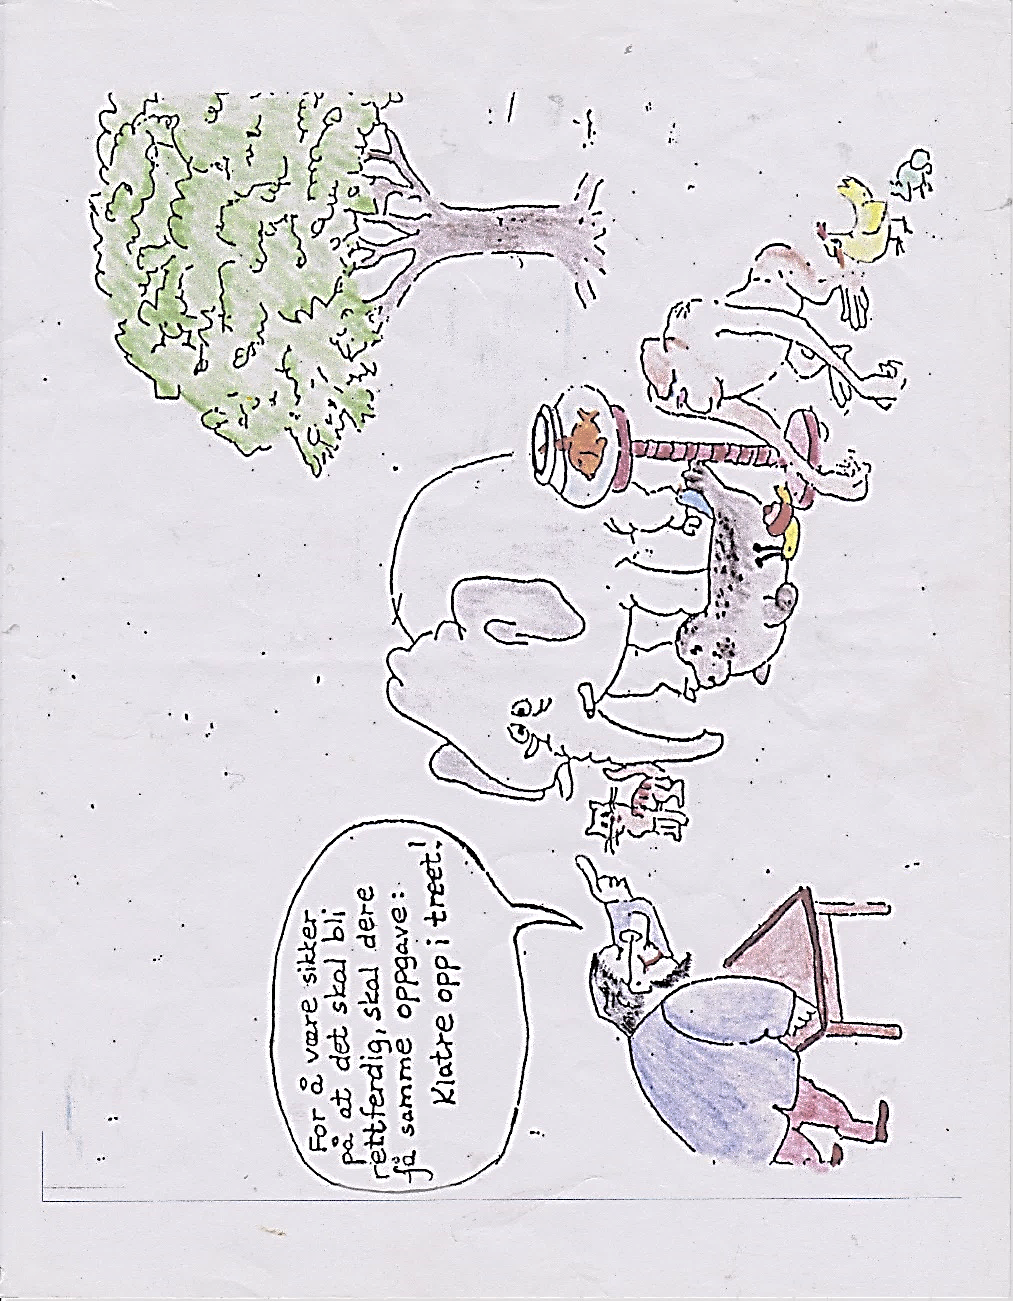 For å være sikker
på at det skal bli
rettferdig, skal dere
få samme oppgave:
Klatre opp i treet!